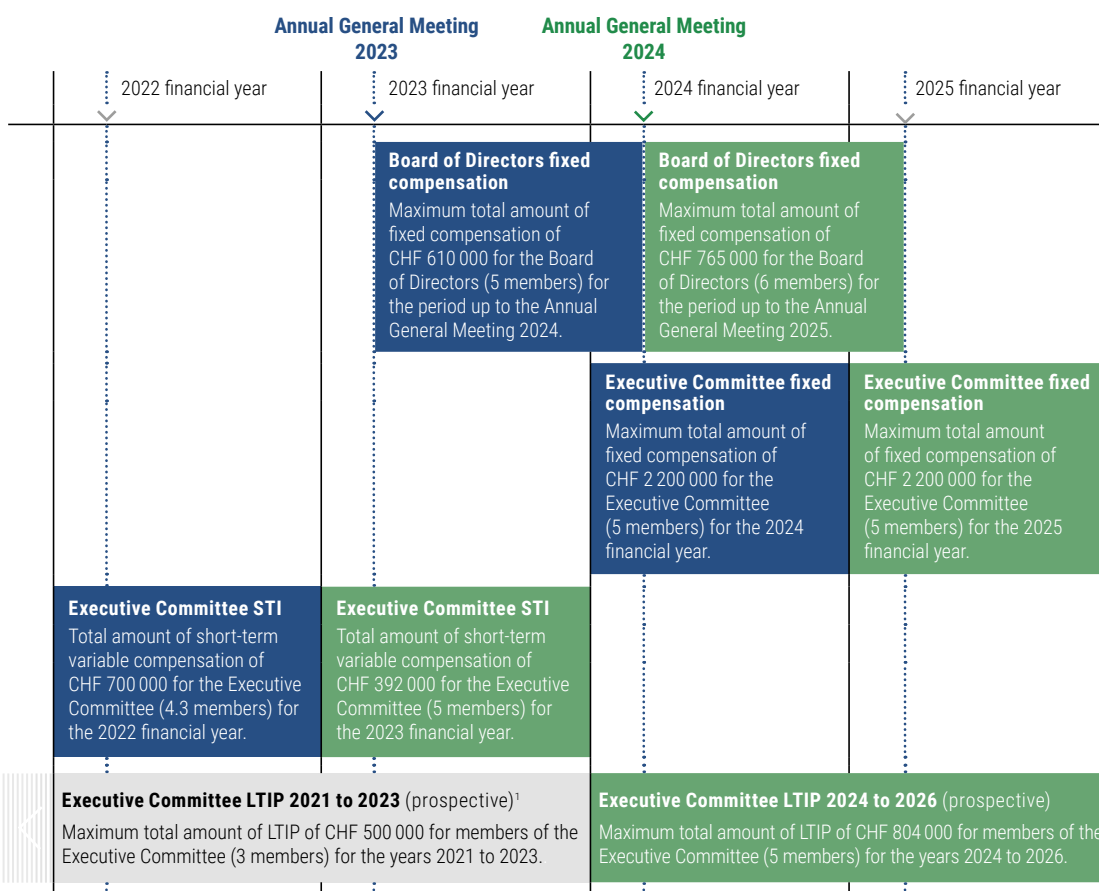 Annual General Meeting
2023
Annual General Meeting
2024
2022 financial year
2023 financial year
2024 financial year
2025 financial year
Board of Directors fixed
compensation
Maximum total amount of
fixed compensation of
CHF 610 000 for the Board
of Directors (5 members) for
the period up to the Annual
General Meeting 2024.
Board of Directors fixed
compensation
Maximum total amount of
fixed compensation of
CHF 765 000 for the Board
of Directors (6 members) for
the period up to the Annual
General Meeting 2025.
Executive Committee fixed
compensation
Maximum total amount of
fixed compensation of
CHF 2 200 000 for the
Executive Committee
(5 members) for the 2024
financial year.
Executive Committee fixed
compensation
Maximum total amount
of fixed compensation of
CHF 2 200 000 for the
Executive Committee
(5 members) for the 2025
financial year.
Executive Committee STI
Total amount of short-term
variable compensation of
CHF 700 000 for the Executive
Committee (4.3 members) for
the 2022 financial year.
Executive Committee STI
Total amount of short-term
variable compensation of
CHF 392 000 for the Executive
Committee (5 members) for
the 2023 financial year.
Executive Committee LTIP 2021 to 2023 (prospective)¹
Maximum total amount of LTIP of CHF 500 000 for members of the
Executive Committee (3 members) for the years 2021 to 2023.
Executive Committee LTIP 2024 to 2026 (prospective)
Maximum total amount of LTIP of CHF 804 000 for members of the
Executive Committee (5 members) for the years 2024 to 2026.